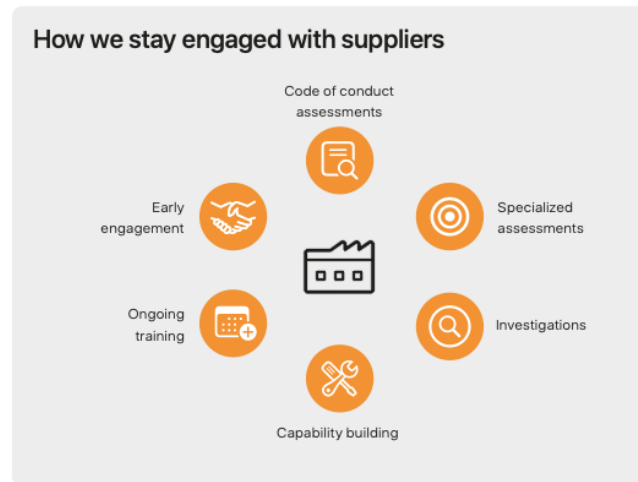 How we stay engaged with suppliers
Code of conduct
assessments
Early
engagement
Specialized
assessments
Ongoing
training
Investigations
Capability building